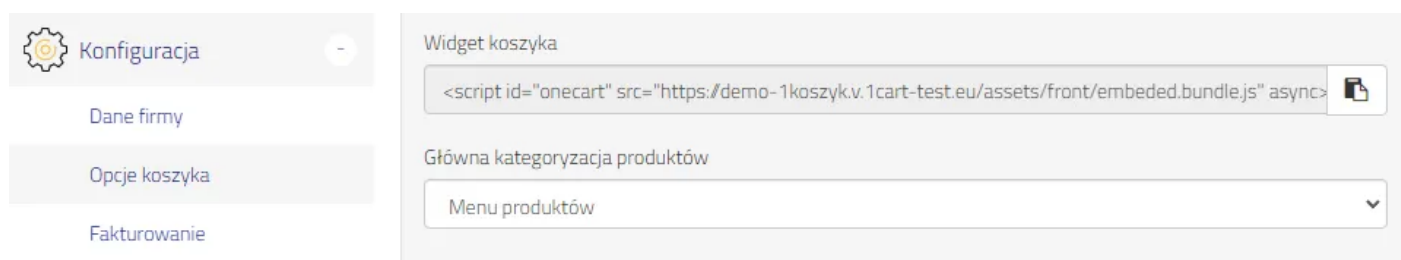 Konfiguracja -
Dane firmy
Opcje koszyka
Fakturowanie
Widget koszyka
<script id="onecart" src="https://demo-1koszyk.v.1cart-test.eu/assets/front/embeded.bundle.js" async>
Główna kategoryzacja produktów
Menu produktów